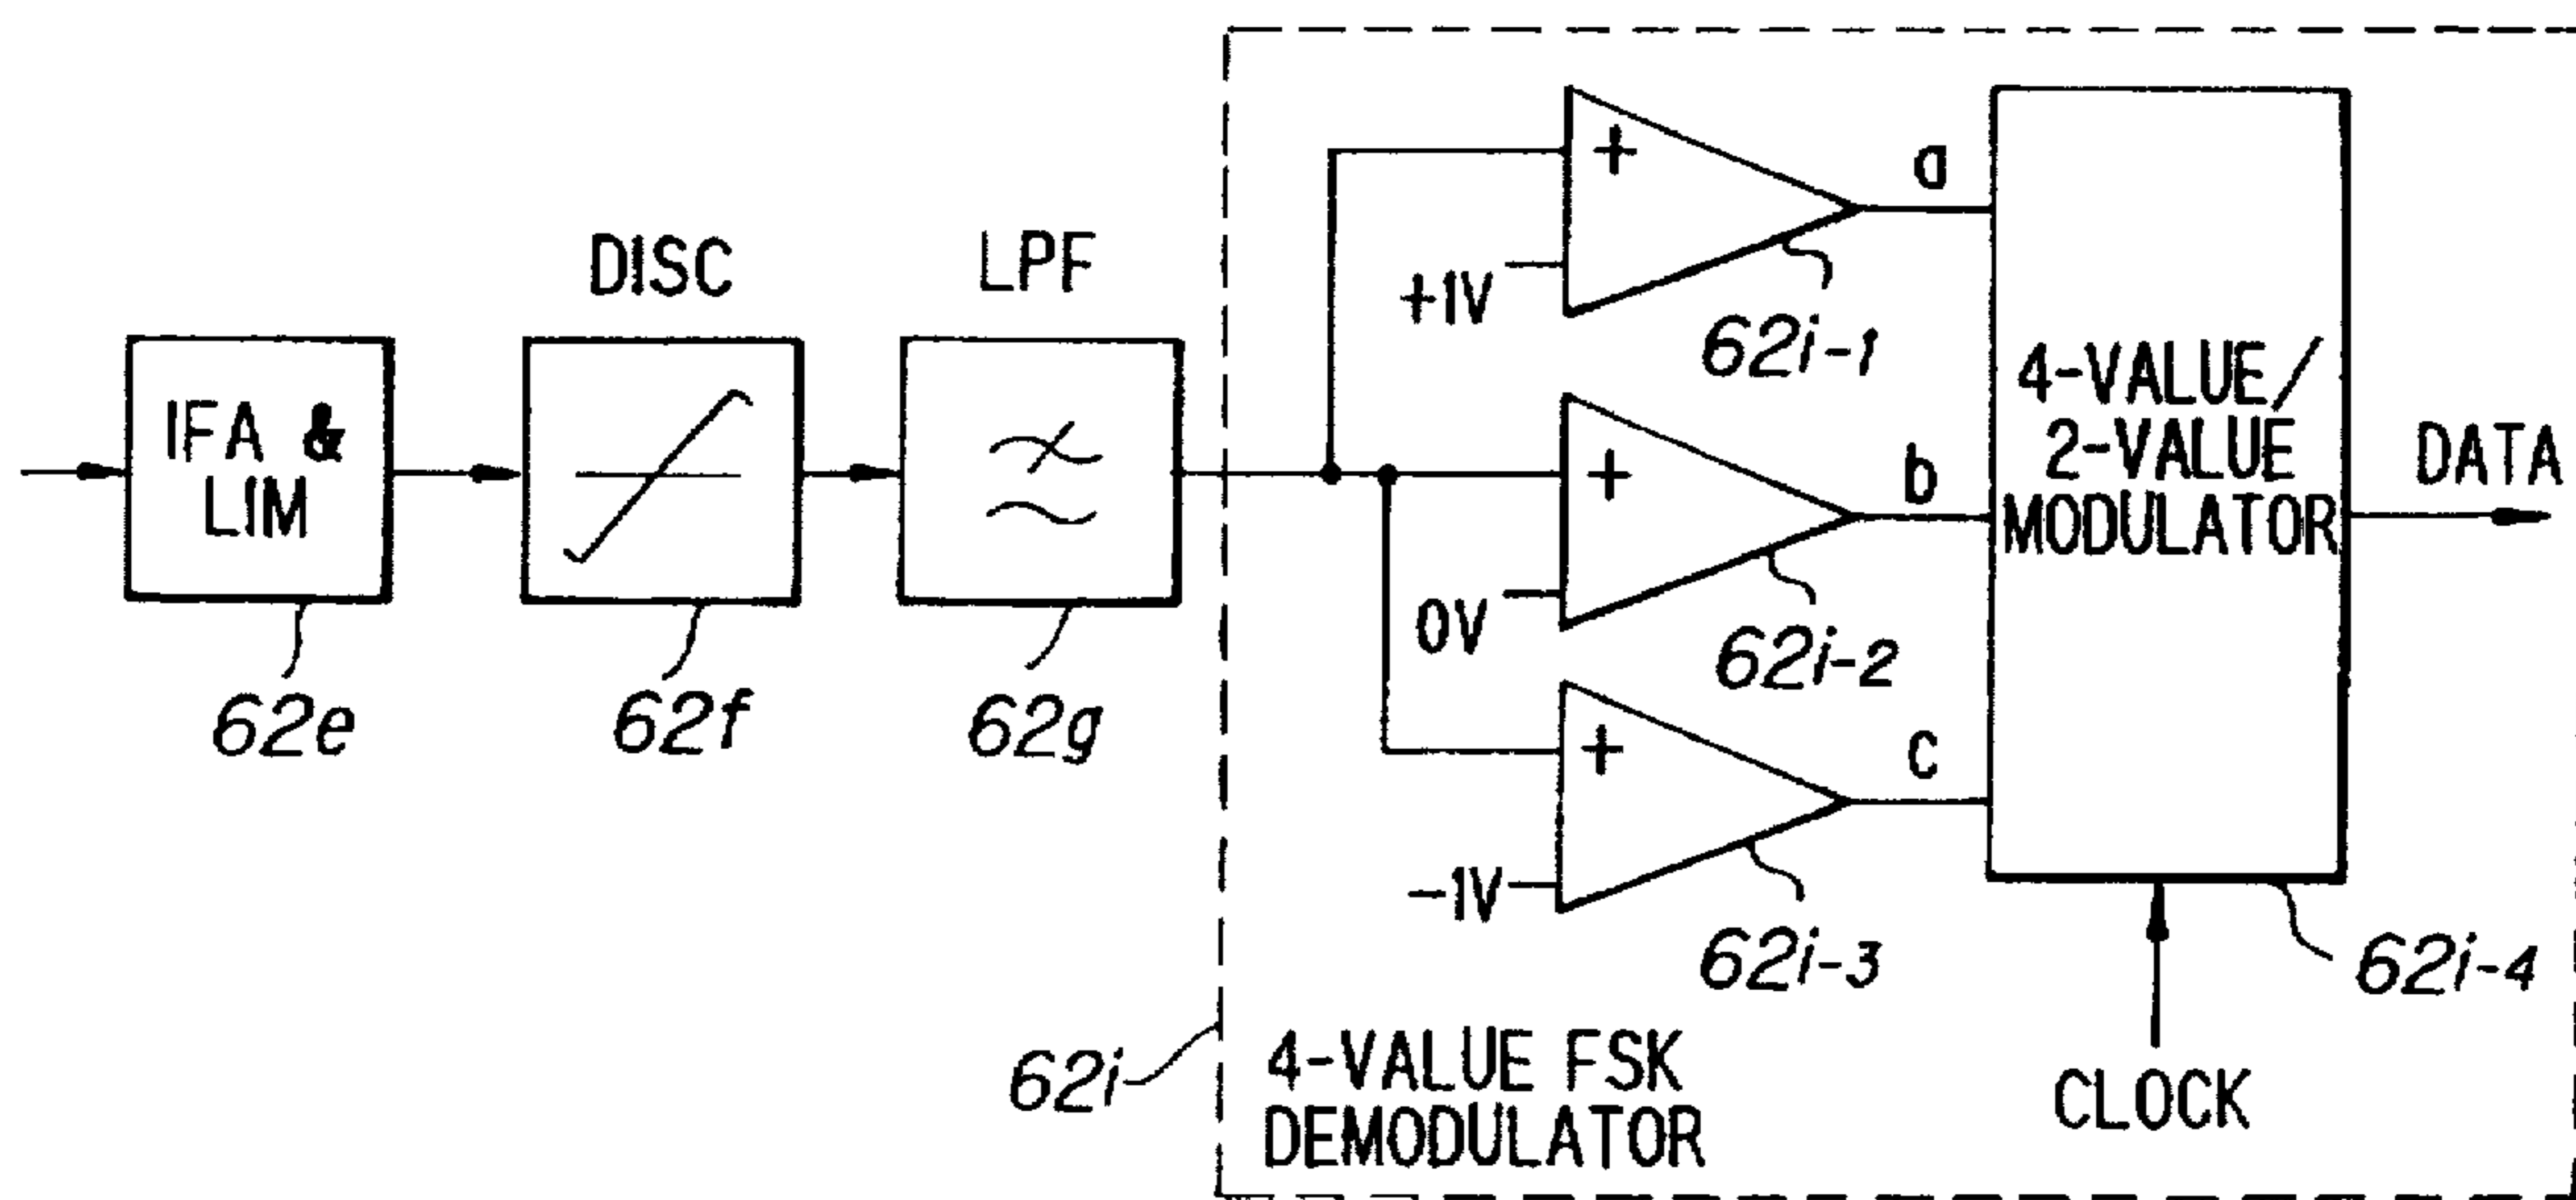 IFA &
LIM
62e
DISC
62f
LPF
62g
+
+1V
62i-1
a
+
0V
62i-2
b
+
-1V
62i-3
c
4-VALUE/
2-VALUE
MODULATOR
62i-4
CLOCK
DATA
62i
4-VALUE FSK
DEMODULATOR